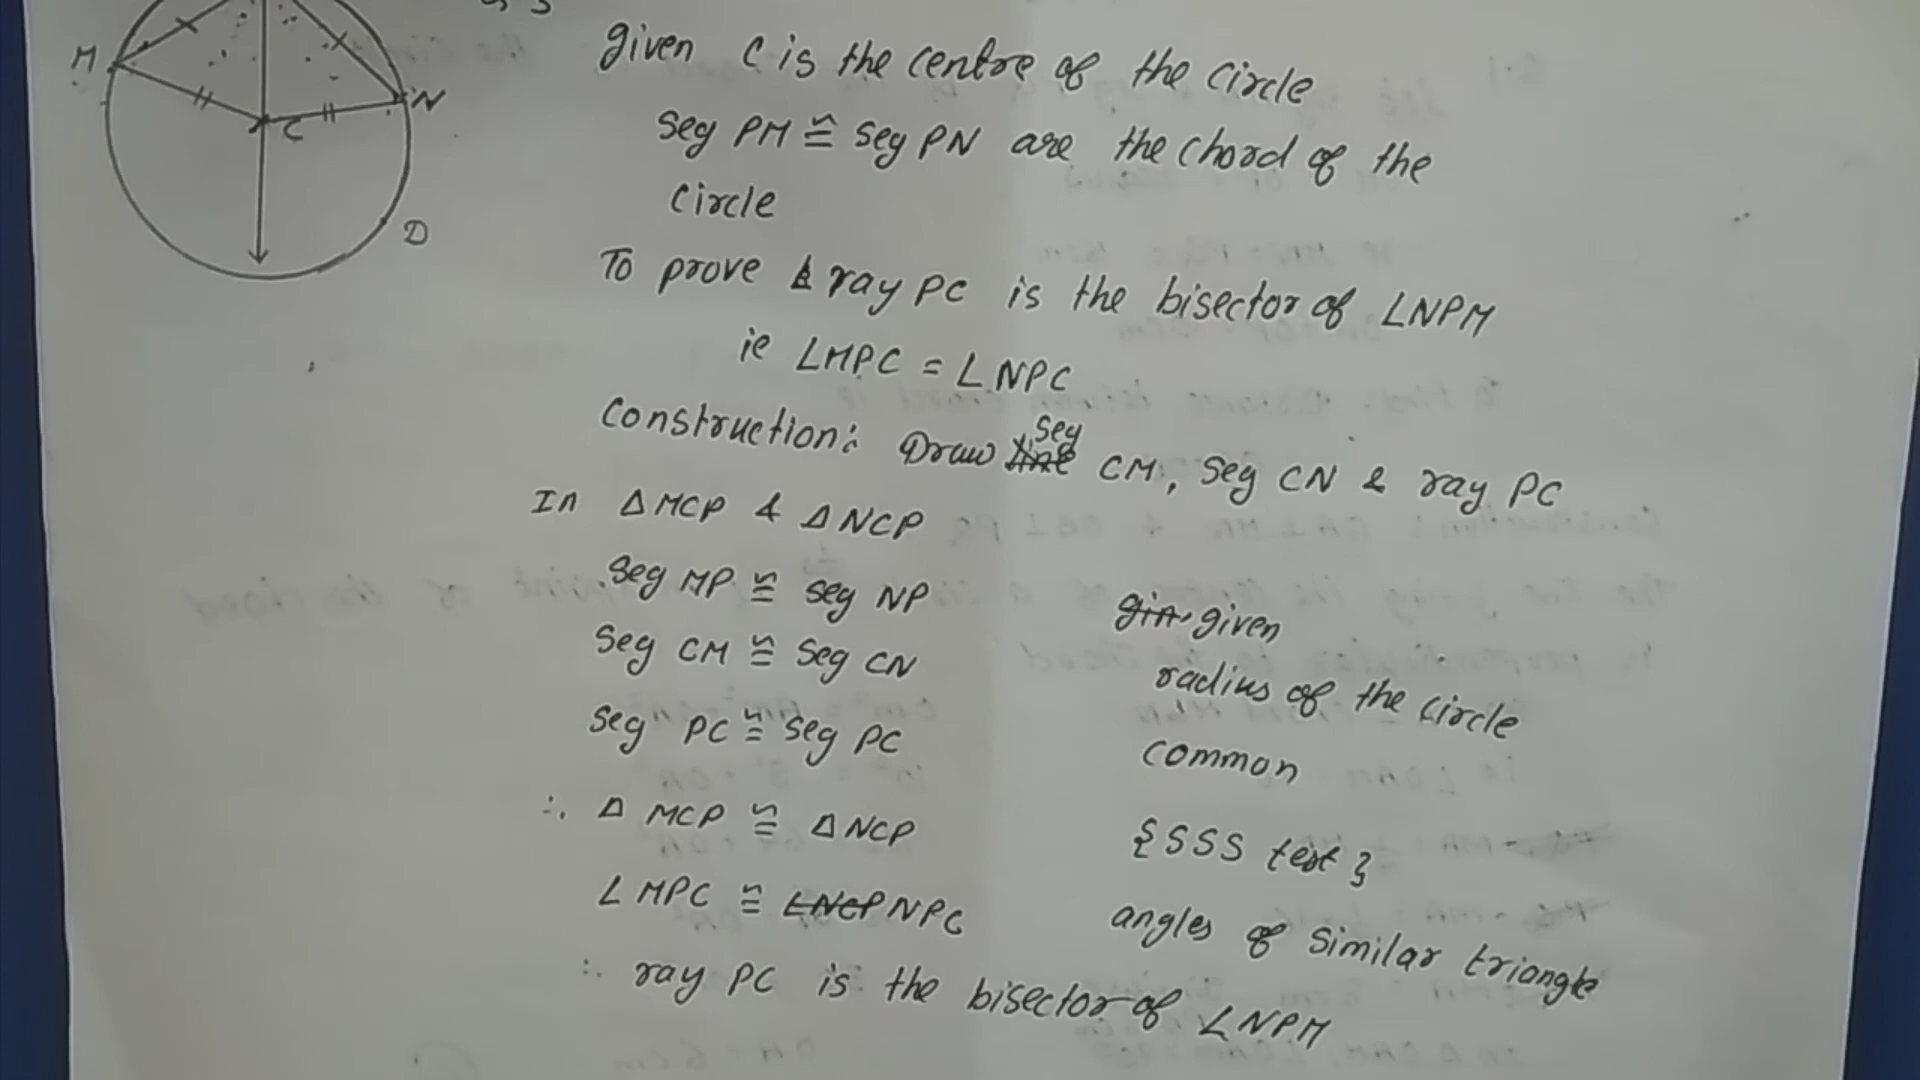 M
N
C
D
given C is the centre of the circle
seg PM ≅ seg PN are the chord of the
circle
To prove ray PC is the bisector of ∠NPM
ie ∠MPC = ∠NPC
Construction: Draw seg CM, seg CN & ray PC
In △MCP & △NCP
seg MP ≅ seg NP given
seg CM ≅ seg CN radius of the circle
seg PC ≅ seg PC common
∴ △ MCP ≅ △NCP {SSS test}
∠MPC ≅ NPC angles of similar triangle
∴ ray PC is the bisector of ∠NPM